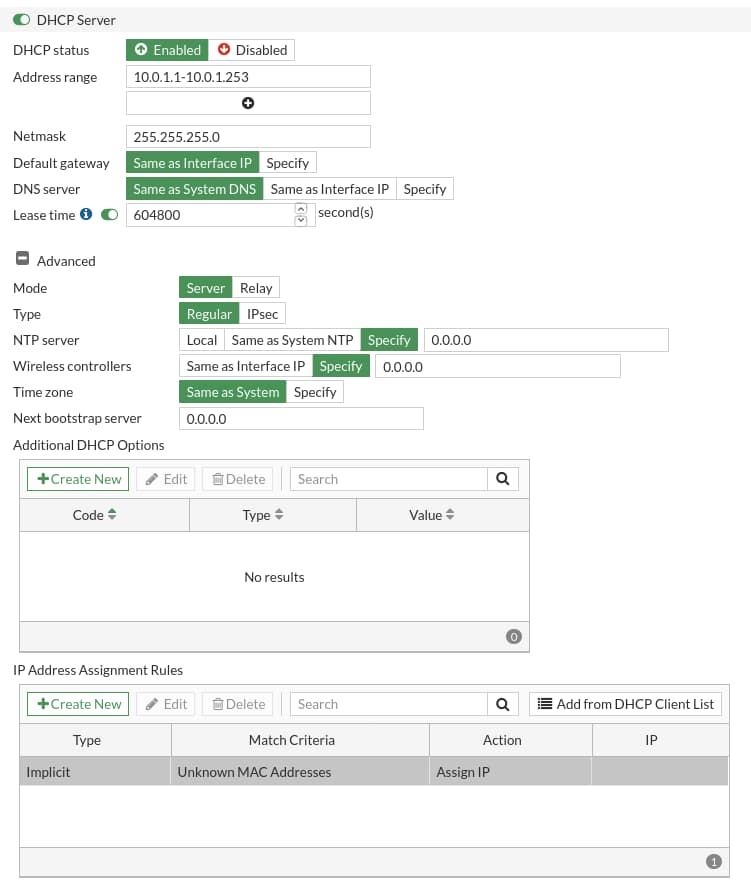 DHCP Server
DHCP status Enabled Disabled
Address range 10.0.1.1-10.0.1.253
Netmask 255.255.255.0
Default gateway Same as Interface IP Specify
DNS server Same as System DNS Same as Interface IP Specify
Lease time 604800 second(s)
Advanced
Mode Server Relay
Type Regular IPsec
NTP server Local Same as System NTP Specify 0.0.0.0
Wireless controllers Same as Interface IP Specify 0.0.0.0
Time zone Same as System Specify
Next bootstrap server 0.0.0.0
Additional DHCP Options
Create New Edit Delete Search
Code Type Value
No results
0
IP Address Assignment Rules
Create New Edit Delete Search Add from DHCP Client List
Type Match Criteria Action IP
Implicit Unknown MAC Addresses Assign IP
1